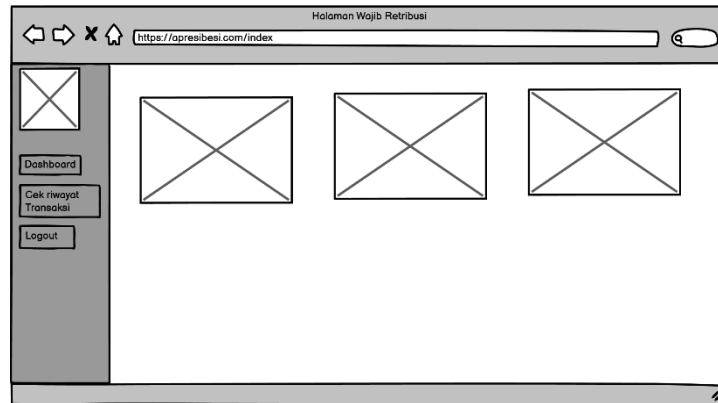 Halaman Wajib Retribusi
https://apresibesi.com/index
Dashboard
Cek riwayat
Transaksi
Logout